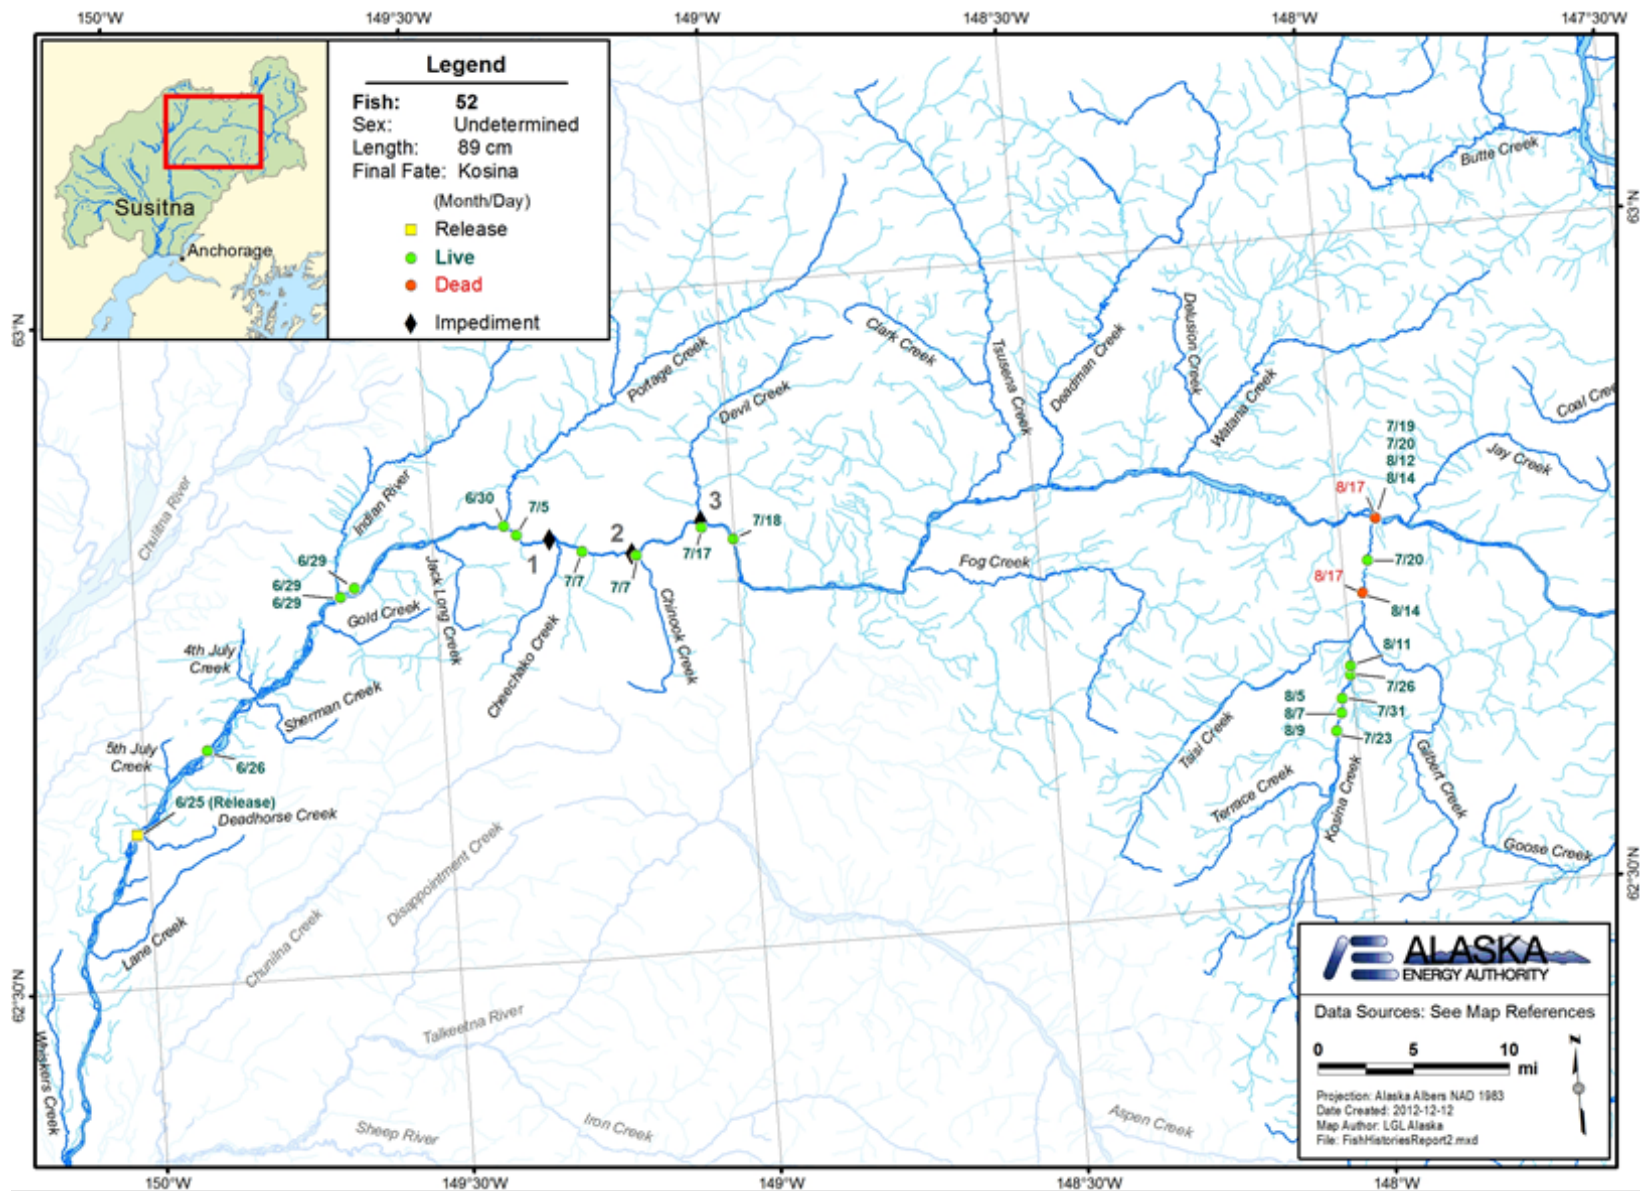 150°W 149°30'W 149°W 148°30'W 148°W 147°30'W
Legend
Fish: 52
Sex: Undetermined
Length: 89 cm
Final Fate: Kosina
(Month/Day)
Release
Live
Dead
Impediment
Susitna
Anchorage
63°N
63°N
Butte Creek
Clark Creek
Tsusena Creek
Deadman Creek
Delusion Creek
Watana Creek
Coal Cree
Jay Creek
Portage Creek
Devil Creek
Chulitna River
Indian River
6/30
7/5
1
2
3
7/7
7/7
7/17
7/18
7/19
7/20
8/12
8/14
8/17
7/20
8/17
8/14
8/11
7/26
8/5
8/7
8/9
7/31
7/23
6/29
6/29
6/29
Gold Creek
Jack Long Creek
Cheechako Creek
Chinook Creek
Fog Creek
4th July
Creek
Sherman Creek
5th July
Creek
6/26
6/25 (Release)
Deadhorse Creek
Tsisi Creek
Terrace Creek
Kosina Creek
Gilbert Creek
Goose Creek
Lane Creek
Chunilna Creek
Disappointment Creek
Talkeetna River
Whiskers Creek
Sheep River
Iron Creek
Aspen Creek
62°30'N
62°30'N
ALASKA
ENERGY AUTHORITY
Data Sources: See Map References
0 5 10
mi
N
Projection: Alaska Albers NAD 1983
Date Created: 2012-12-12
Map Author: LGL Alaska
File: FishHistoriesReport2.mxd
150°W 149°30'W 149°W 148°30'W 148°W